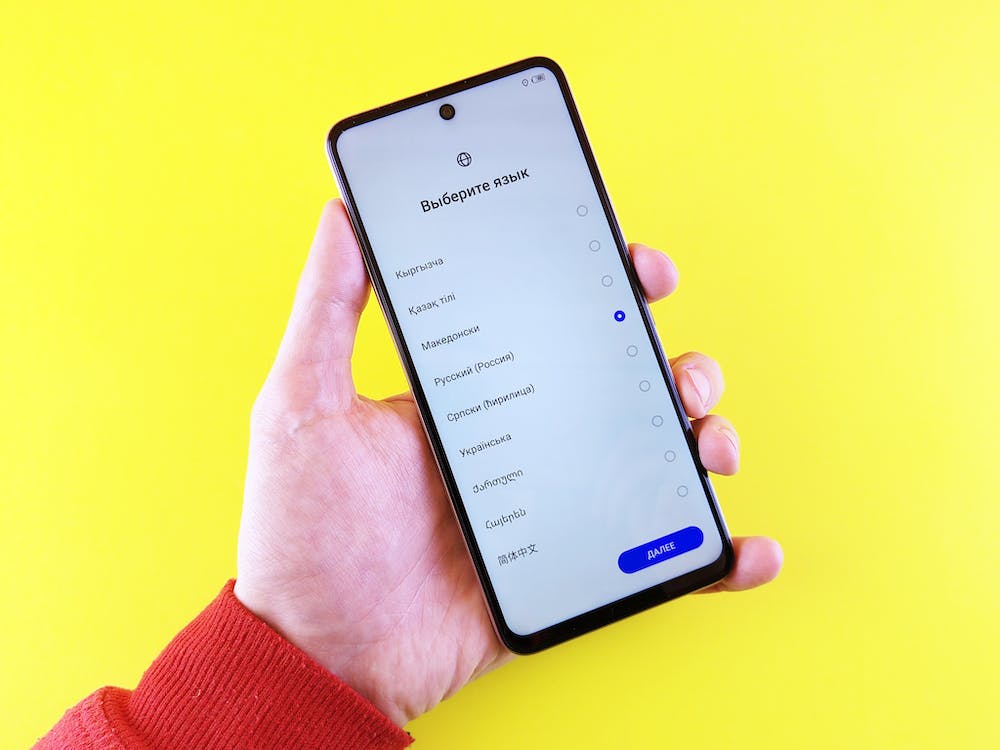 Выберите язык
Кыргызча
Қазақ тілі
Македонски
Русский (Россия)
Српски (ћирилица)
Українська
ქართული
Հայերեն
简体中文
ДАЛЕЕ